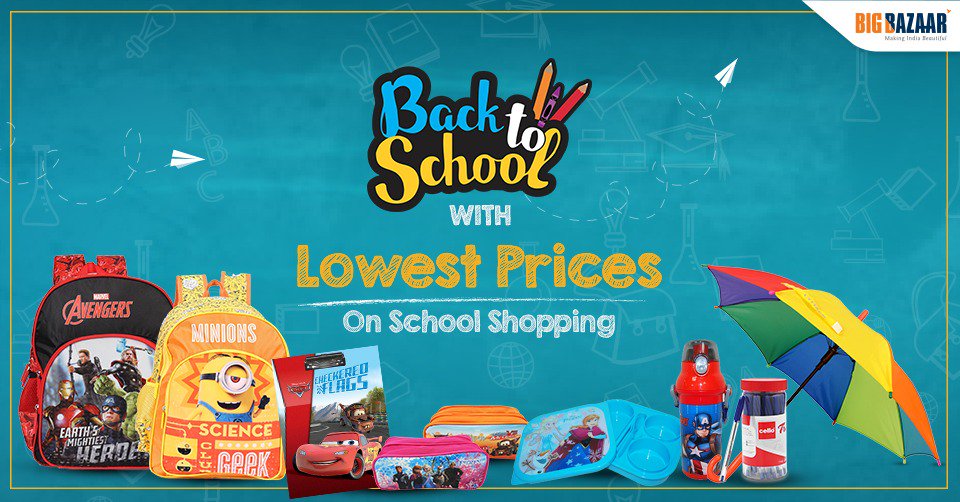 BIG BAZAAR
Making India Beautiful
Back to
School
WITH
Lowest Prices
On School Shopping
A
B
C
MARVEL
AVENGERS
EARTH'S
MIGHTIEST
HEROE
MINIONS
SCIENCE
GEEK
CHECKERED
FLAGS
cello